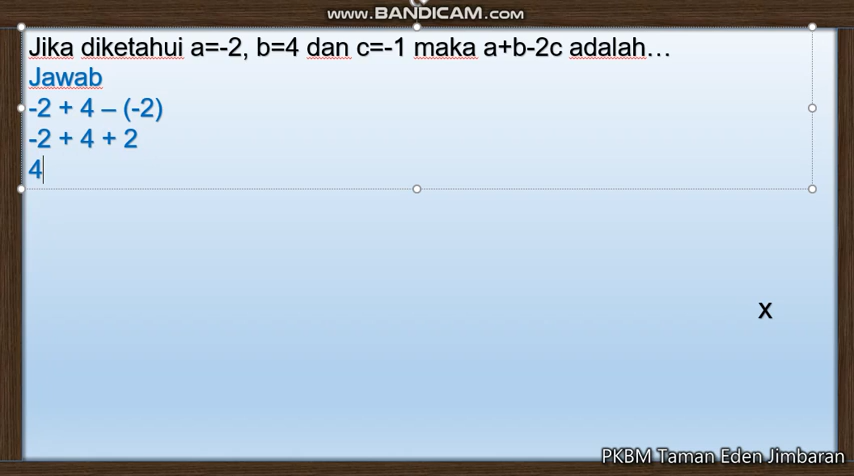 www.BANDICAM.com
Jika diketahui a=-2, b=4 dan c=-1 maka a+b-2c adalah…
Jawab
-2 + 4 – (-2)
-2 + 4 + 2
4
x
PKBM Taman Eden Jimbaran